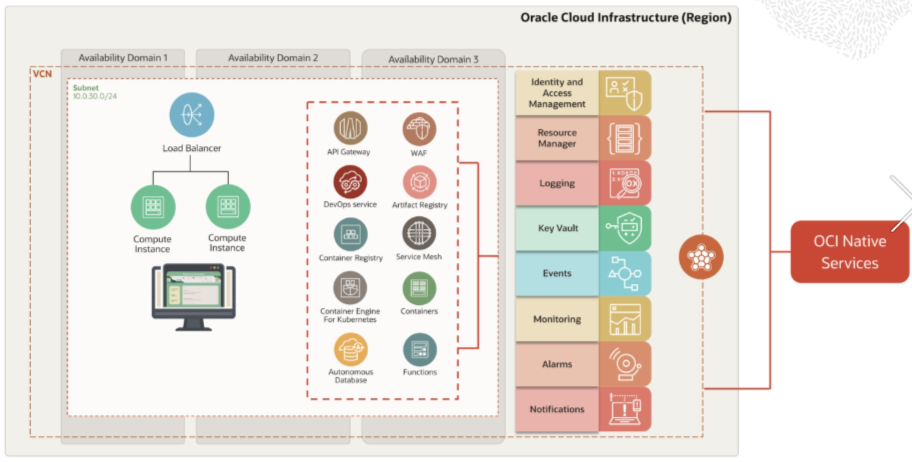 Oracle Cloud Infrastructure (Region)
Availability Domain 1
Availability Domain 2
Availability Domain 3
VCN
Subnet
10.0.30.0/24
Load Balancer
Compute
Instance
Compute
Instance
API Gateway
WAF
DevOps service
Artifact Registry
Container Registry
Service Mesh
Container Engine
For Kubernetes
Containers
Autonomous
Database
Functions
Identity and
Access
Management
Resource
Manager
Logging
Key Vault
Events
Monitoring
Alarms
Notifications
OCI Native
Services